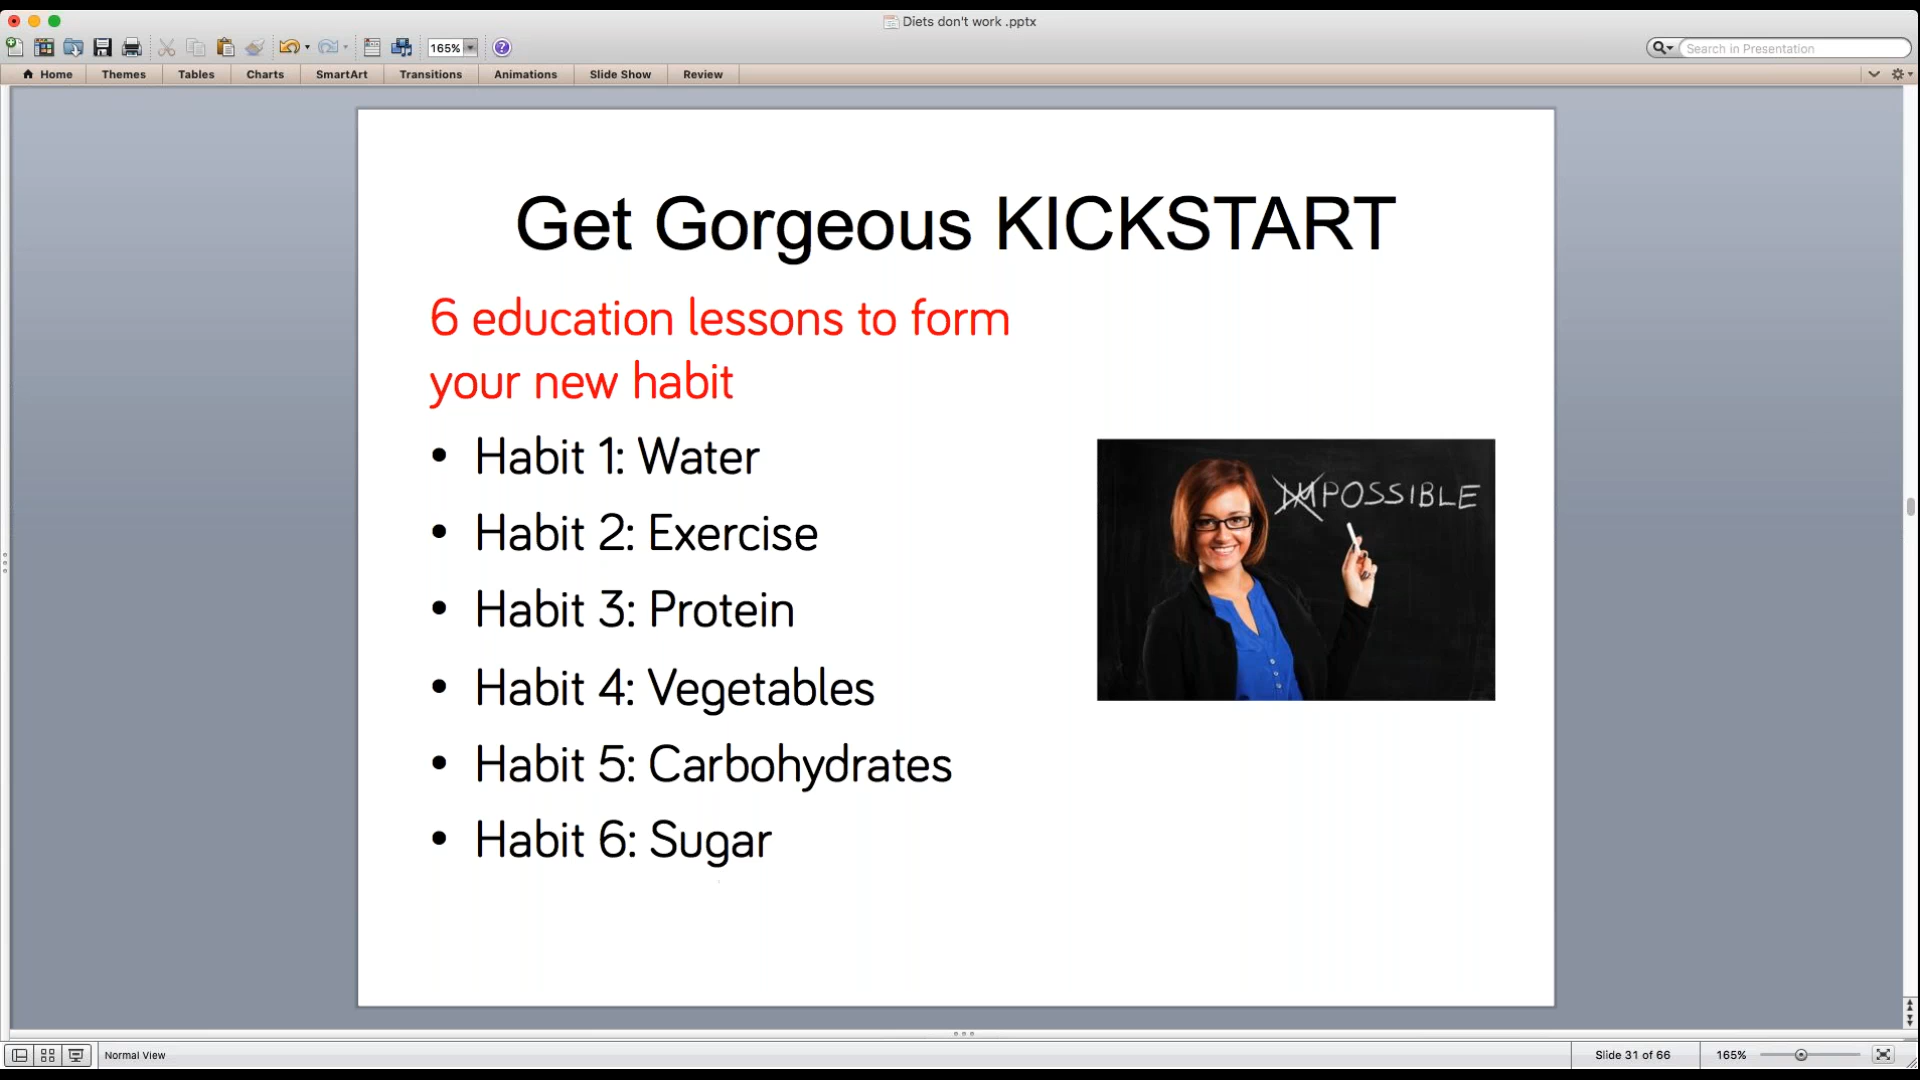 Diets don't work .pptx
165%
Search in Presentation
Home Themes Tables Charts SmartArt Transitions Animations Slide Show Review
Get Gorgeous KICKSTART
6 education lessons to form
your new habit
• Habit 1: Water
• Habit 2: Exercise
• Habit 3: Protein
• Habit 4: Vegetables
• Habit 5: Carbohydrates
• Habit 6: Sugar
IMPOSSIBLE
Normal View
Slide 31 of 66
165%